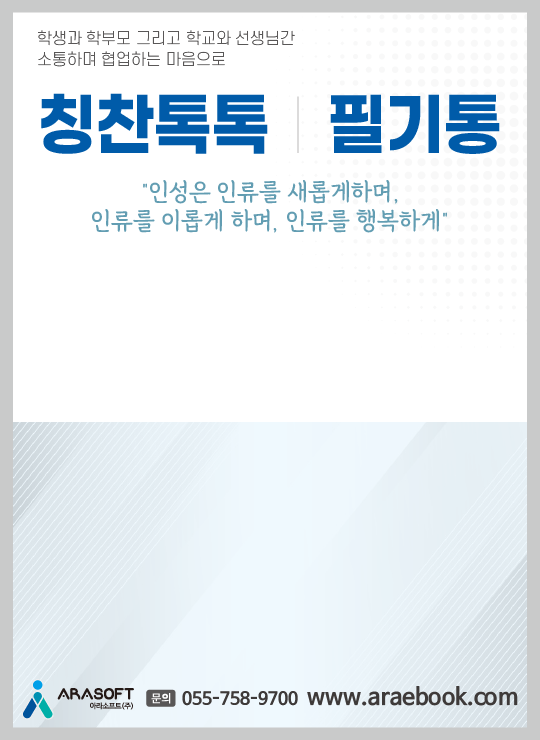 학생과 학부모 그리고 학교와 선생님간
소통하며 협업하는 마음으로
칭찬톡톡 | 필기통
"인성은 인류를 새롭게하며,
인류를 이롭게 하며, 인류를 행복하게"
ARASOFT
아라소프트(주)
문의 055-758-9700 www.araebook.com